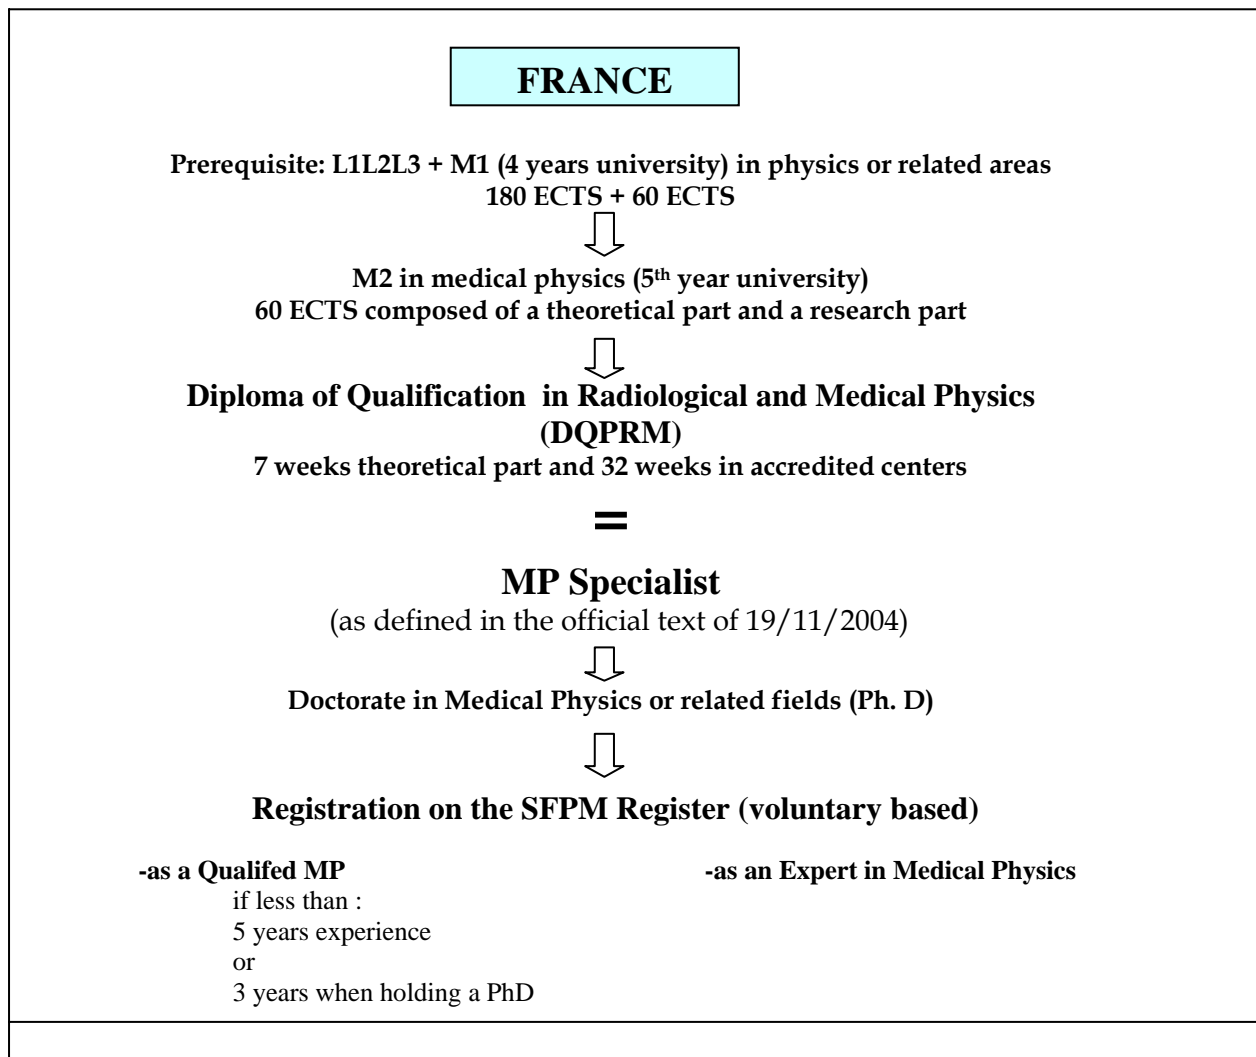 FRANCE
Prerequisite: L1L2L3 + M1 (4 years university) in physics or related areas
180 ECTS + 60 ECTS
M2 in medical physics (5th year university)
60 ECTS composed of a theoretical part and a research part
Diploma of Qualification in Radiological and Medical Physics
(DQPRM)
7 weeks theoretical part and 32 weeks in accredited centers
=
MP Specialist
(as defined in the official text of 19/11/2004)
Doctorate in Medical Physics or related fields (Ph. D)
Registration on the SFPM Register (voluntary based)
-as a Qualifed MP
if less than :
5 years experience
or
3 years when holding a PhD
-as an Expert in Medical Physics